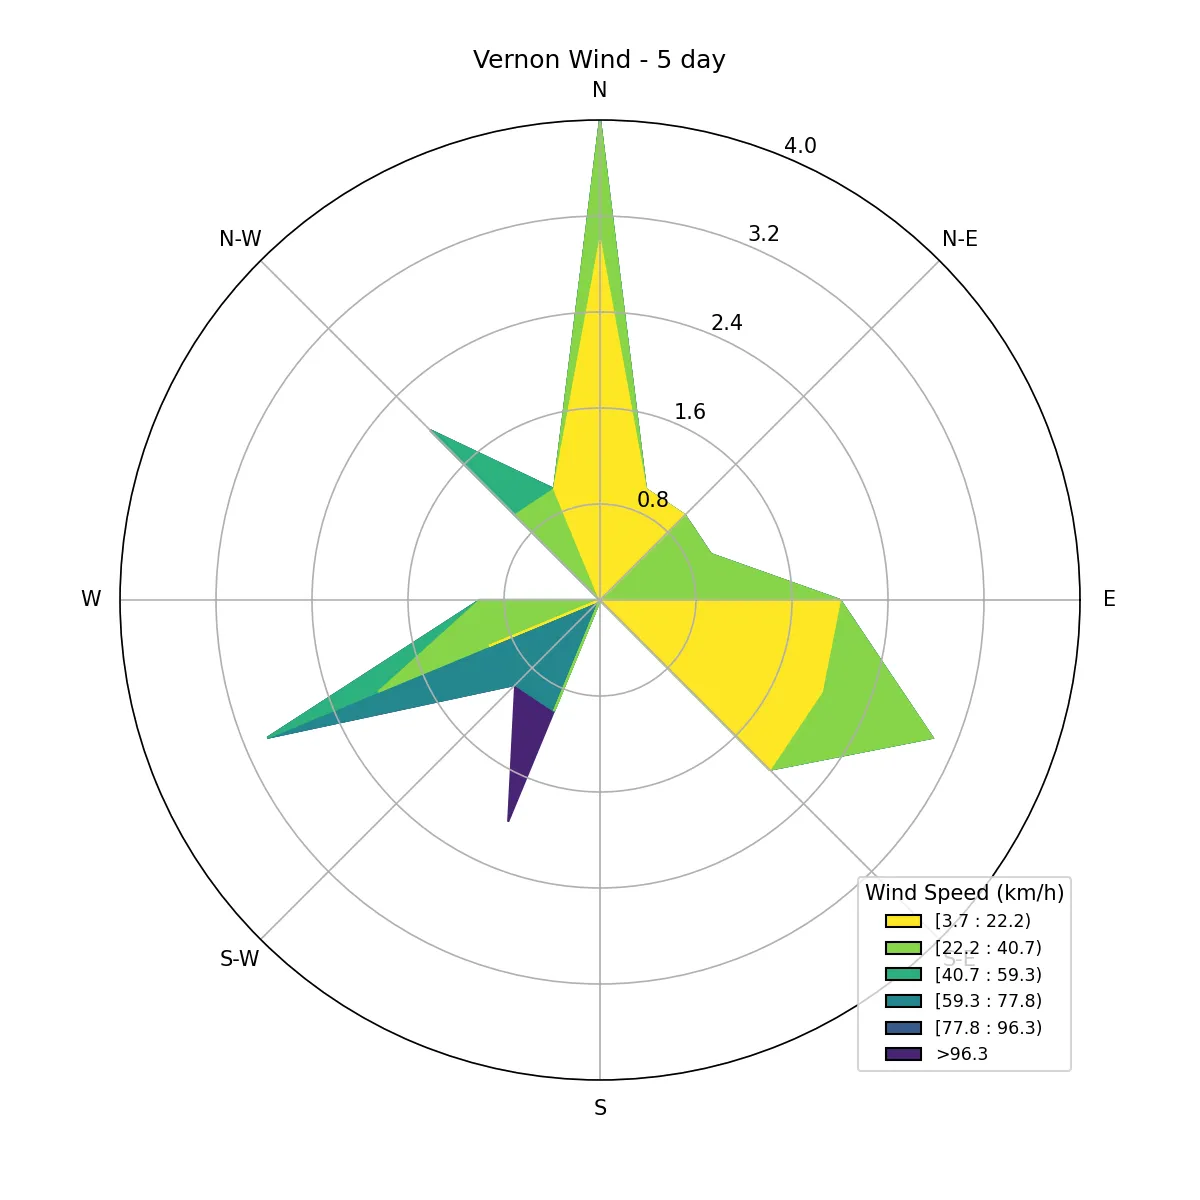 Vernon Wind - 5 day
N
4.0
N-W
3.2
N-E
2.4
1.6
0.8
W
E
S-W
S-E
S
Wind Speed (km/h)
[3.7 : 22.2)
[22.2 : 40.7)
[40.7 : 59.3)
[59.3 : 77.8)
[77.8 : 96.3)
>96.3